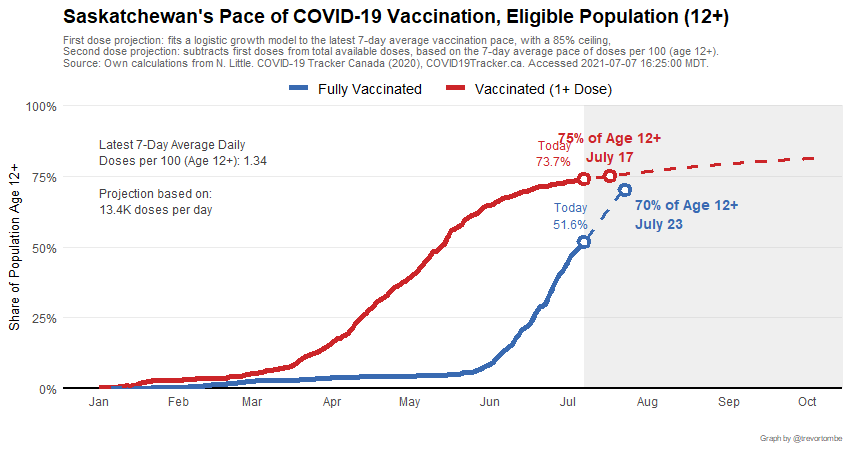 Saskatchewan's Pace of COVID-19 Vaccination, Eligible Population (12+)
First dose projection: fits a logistic growth model to the latest 7-day average vaccination pace, with a 85% ceiling,
Second dose projection: subtracts first doses from total available doses, based on the 7-day average pace of doses per 100 (age 12+).
Source: Own calculations from N. Little. COVID-19 Tracker Canada (2020), COVID19Tracker.ca. Accessed 2021-07-07 16:25:00 MDT.
Fully Vaccinated
Vaccinated (1+ Dose)
Share of Population, Age 12+
100%
75%
50%
25%
0%
Latest 7-Day Average Daily
Doses per 100 (Age 12+): 1.34
Projection based on:
13.4K doses per day
Today
73.7%
75% of Age 12+
July 17
Today
51.6%
70% of Age 12+
July 23
Jan
Feb
Mar
Apr
May
Jun
Jul
Aug
Sep
Oct
Graph by @trevortombe